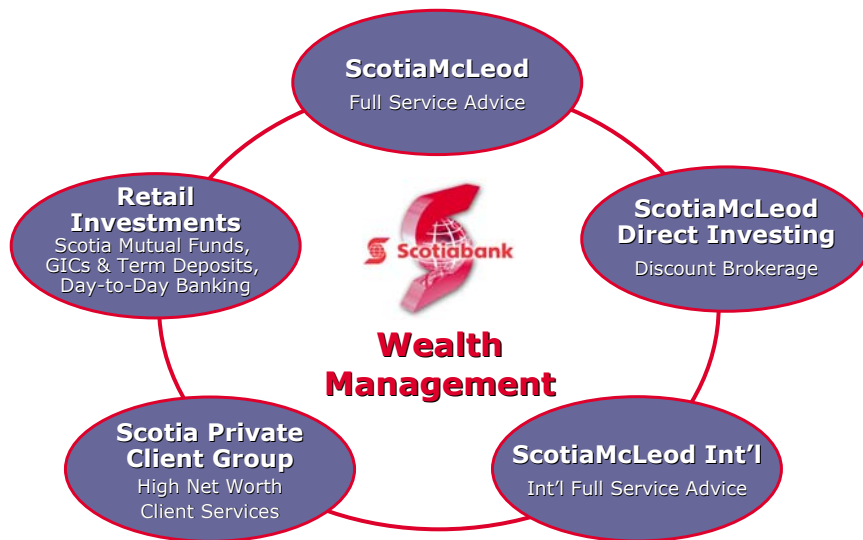 ScotiaMcLeod
Full Service Advice
Retail
Investments
Scotia Mutual Funds,
GICs & Term Deposits,
Day-to-Day Banking
ScotiaMcLeod
Direct Investing
Discount Brokerage
Scotiabank
Wealth
Management
Scotia Private
Client Group
High Net Worth
Client Services
ScotiaMcLeod Int’l
Int’l Full Service Advice